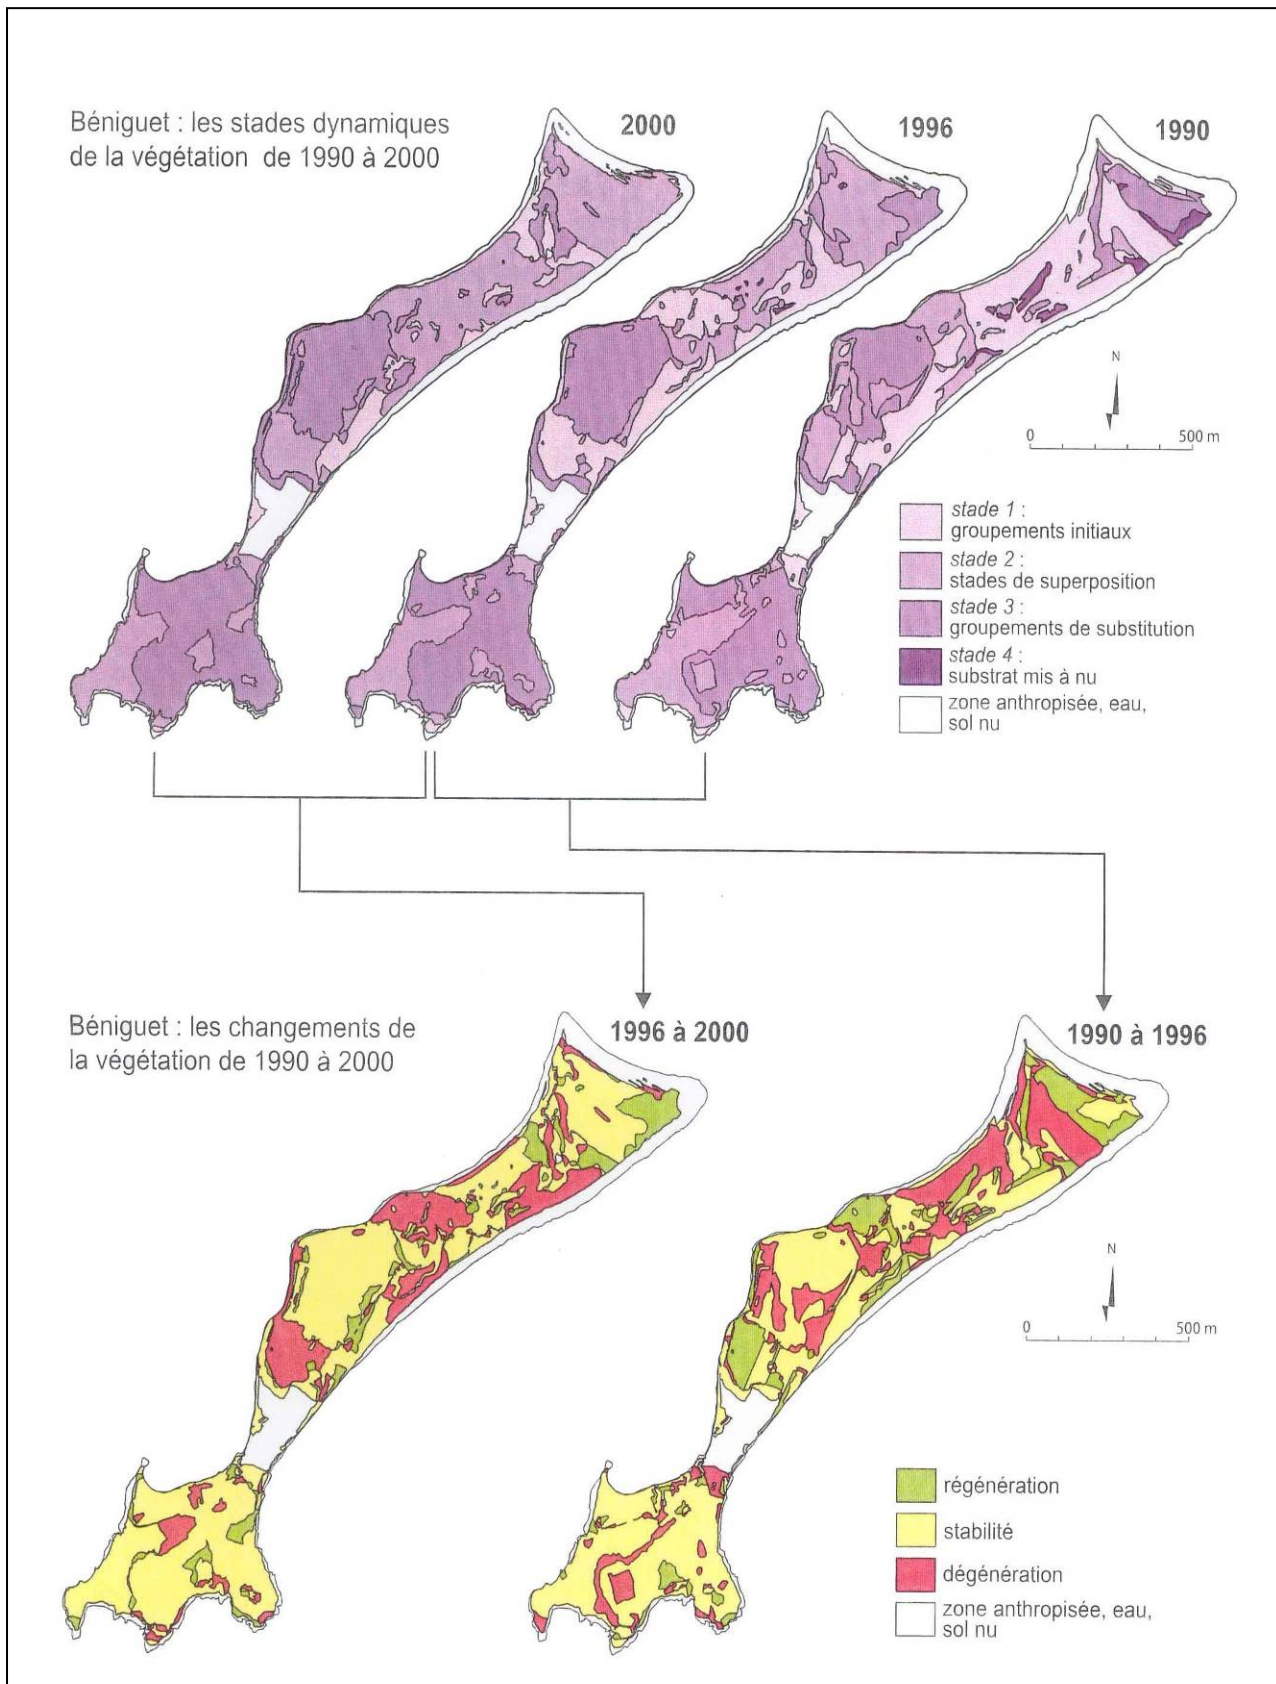 Béniguet : les stades dynamiques
de la végétation de 1990 à 2000
2000
1996
1990
N
0
500 m
stade 1 :
groupements initiaux
stade 2 :
stades de superposition
stade 3 :
groupements de substitution
stade 4 :
substrat mis à nu
zone anthropisée, eau,
sol nu
Béniguet : les changements de
la végétation de 1990 à 2000
1996 à 2000
1990 à 1996
N
0
500 m
régénération
stabilité
dégénération
zone anthropisée, eau,
sol nu